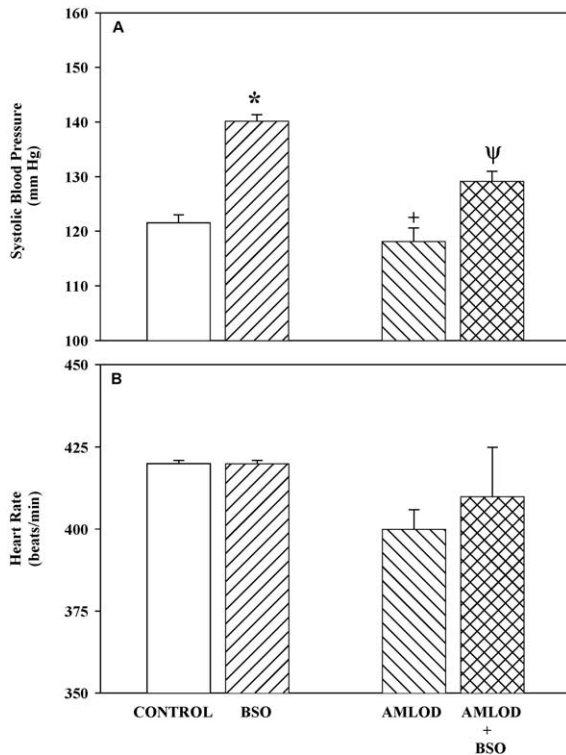 A
Systolic Blood Pressure
(mm Hg)
160
150
140
130
120
110
100
*
+
ψ
B
Heart Rate
(beats/min)
450
425
400
375
350
CONTROL
BSO
AMLOD
AMLOD
+
BSO